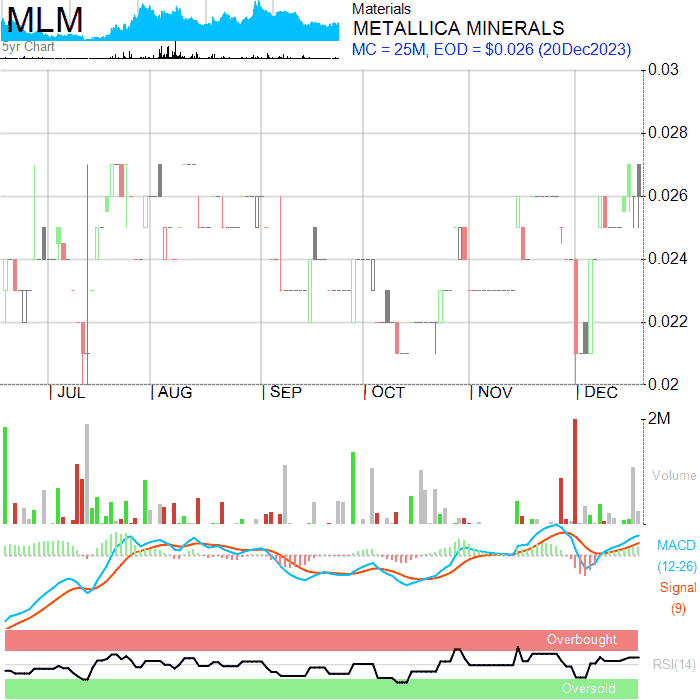 MLM
5yr Chart
Materials
METALLICA MINERALS
MC = 25M, EOD = $0.026 (20Dec2023)
0.03
0.028
0.026
0.024
0.022
0.02
JUL AUG SEP OCT NOV DEC
2M
Volume
MACD
(12-26)
Signal
(9)
Overbought
RSI(14)
Oversold